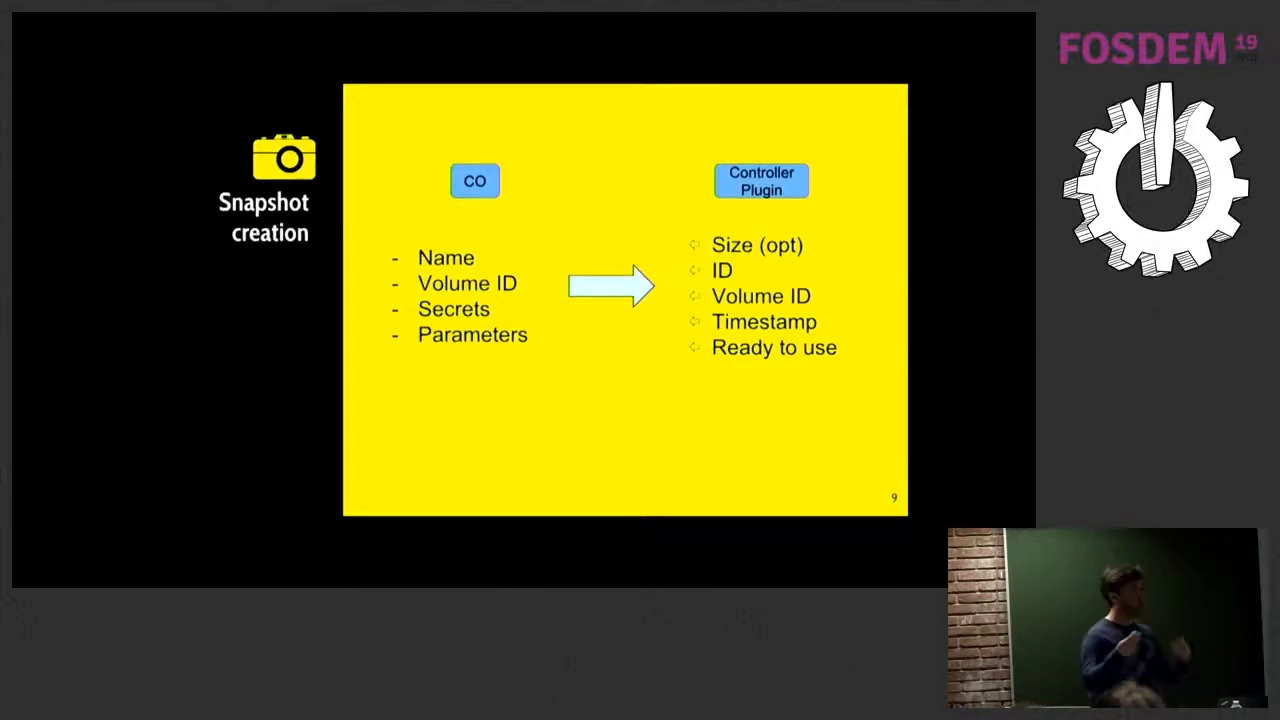 FOSDEM 19
Snapshot
creation
CO
- Name
- Volume ID
- Secrets
- Parameters
Controller
Plugin
Size (opt)
ID
Volume ID
Timestamp
Ready to use
9